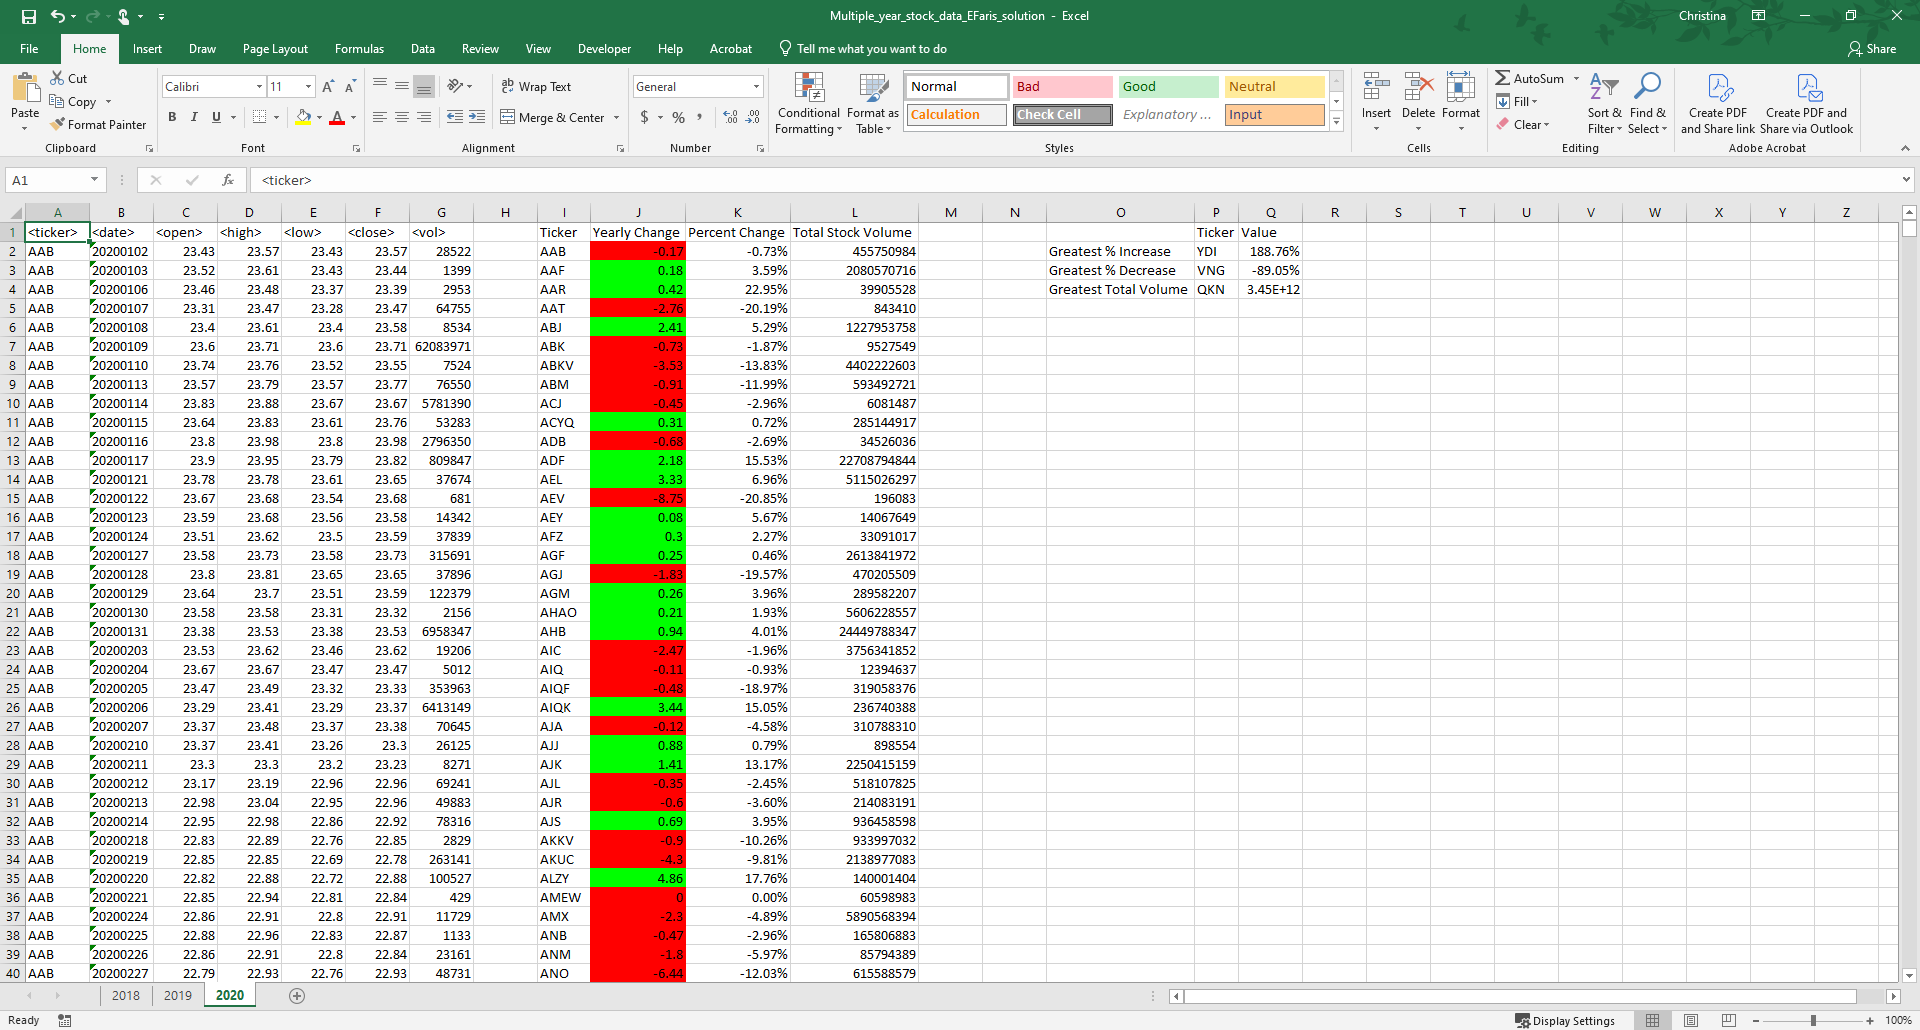 Multiple_year_stock_data_EFaris_solution - Excel
Christina
File Home Insert Draw Page Layout Formulas Data Review View Developer Help Acrobat Tell me what you want to do Share
Cut
Copy
Format Painter
Paste
Clipboard
Calibri 11
B I U
Font
Wrap Text
Merge & Center
Alignment
General
$ % ,
Number
Conditional Formatting
Format as Table
Normal Bad Good Neutral
Calculation Check Cell Explanatory ... Input
Styles
Insert Delete Format
Cells
AutoSum
Fill
Clear
Sort & Filter
Find & Select
Editing
Create PDF and Share link
Create PDF and Share via Outlook
Adobe Acrobat
A1 fx <ticker>
A B C D E F G H I J K L M N O P Q R S T U V W X Y Z
1 <ticker> <date> <open> <high> <low> <close> <vol> Ticker Yearly Change Percent Change Total Stock Volume Ticker Value
2 AAB 20200102 23.43 23.57 23.43 23.57 28522 AAB -0.17 -0.73% 455750984 Greatest % Increase YDI 188.76%
3 AAB 20200103 23.52 23.61 23.43 23.44 1399 AAF 0.18 3.59% 2080570716 Greatest % Decrease VNG -89.05%
4 AAB 20200106 23.46 23.48 23.37 23.39 2953 AAR 0.42 22.95% 39905528 Greatest Total Volume QKN 3.45E+12
5 AAB 20200107 23.31 23.47 23.28 23.47 64755 AAT -2.76 -20.19% 843410
6 AAB 20200108 23.4 23.61 23.4 23.58 8534 ABJ 2.41 5.29% 1227953758
7 AAB 20200109 23.6 23.71 23.6 23.71 62083971 ABK -0.73 -1.87% 9527549
8 AAB 20200110 23.74 23.76 23.52 23.55 7524 ABKV -3.53 -13.83% 4402222603
9 AAB 20200113 23.57 23.79 23.57 23.77 76550 ABM -0.91 -11.99% 593492721
10 AAB 20200114 23.83 23.88 23.67 23.67 5781390 ACJ -0.45 -2.96% 6081487
11 AAB 20200115 23.64 23.83 23.61 23.76 53283 ACYQ 0.31 0.72% 285144917
12 AAB 20200116 23.8 23.98 23.8 23.98 2796350 ADB -0.68 -2.69% 34526036
13 AAB 20200117 23.9 23.95 23.79 23.82 809847 ADF 2.18 15.53% 22708794844
14 AAB 20200121 23.78 23.78 23.61 23.65 37674 AEL 3.33 6.96% 5115026297
15 AAB 20200122 23.67 23.68 23.54 23.68 681 AEV -8.75 -20.85% 196083
16 AAB 20200123 23.59 23.68 23.56 23.58 14342 AEY 0.08 5.67% 14067649
17 AAB 20200124 23.51 23.62 23.5 23.59 37839 AFZ 0.3 2.27% 33091017
18 AAB 20200127 23.58 23.73 23.58 23.73 315691 AGF 0.25 0.46% 2613841972
19 AAB 20200128 23.8 23.81 23.65 23.65 37896 AGJ -1.83 -19.57% 470205509
20 AAB 20200129 23.64 23.7 23.51 23.59 122379 AGM 0.26 3.96% 289582207
21 AAB 20200130 23.58 23.58 23.31 23.32 2156 AHAO 0.21 1.93% 5606228557
22 AAB 20200131 23.38 23.53 23.38 23.53 6958347 AHB 0.94 4.01% 24449788347
23 AAB 20200203 23.53 23.62 23.46 23.62 19206 AIC -2.47 -1.96% 3756341852
24 AAB 20200204 23.67 23.67 23.47 23.47 5012 AIQ -0.11 -0.93% 12394637
25 AAB 20200205 23.47 23.49 23.32 23.33 353963 AIQF -0.48 -18.97% 319058376
26 AAB 20200206 23.29 23.41 23.29 23.37 6413149 AIQK 3.44 15.05% 236740388
27 AAB 20200207 23.37 23.48 23.37 23.38 70645 AJA -0.12 -4.58% 310788310
28 AAB 20200210 23.37 23.41 23.26 23.3 26125 AJJ 0.88 0.79% 898554
29 AAB 20200211 23.3 23.3 23.2 23.23 8271 AJK 1.41 13.17% 2250415159
30 AAB 20200212 23.17 23.19 22.96 22.96 69241 AJL -0.35 -2.45% 518107825
31 AAB 20200213 22.98 23.04 22.95 22.96 49883 AJR -0.6 -3.60% 214083191
32 AAB 20200214 22.95 22.98 22.86 22.92 78316 AJS 0.69 3.95% 936458598
33 AAB 20200218 22.83 22.89 22.76 22.85 2829 AKKV -0.9 -10.26% 933997032
34 AAB 20200219 22.85 22.85 22.69 22.78 263141 AKUC -4.3 -9.81% 2138977083
35 AAB 20200220 22.82 22.88 22.72 22.88 100527 ALZY 4.86 17.76% 140001404
36 AAB 20200221 22.85 22.94 22.81 22.84 429 AMEW 0 0.00% 60598983
37 AAB 20200224 22.86 22.91 22.8 22.91 11729 AMX -2.3 -4.89% 5890568394
38 AAB 20200225 22.88 22.96 22.83 22.87 1133 ANB -0.47 -2.96% 165806883
39 AAB 20200226 22.86 22.91 22.8 22.84 23161 ANM -1.8 -5.97% 85794389
40 AAB 20200227 22.79 22.93 22.76 22.93 48731 ANO -6.44 -12.03% 615588579
2018 2019 2020
Ready Display Settings 100%